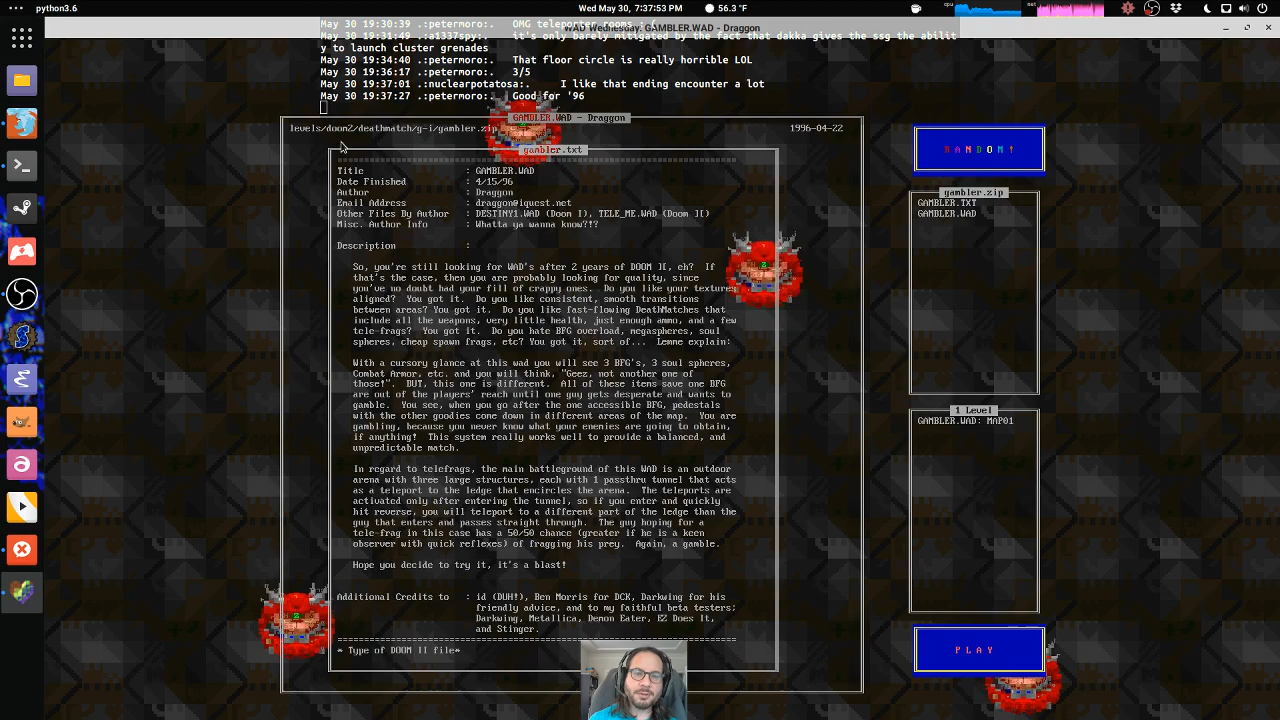 python3.6
Wed May 30, 7:37:53 PM
56.3 °F
cpu
net
WAD Wednesday: GAMBLER.WAD - Draggon
May 30 19:30:39 .:petermoro:. OMG teleporter rooms :(
May 30 19:31:49 .:a1337spy:. it's only barely mitigated by the fact that dakka gives the ssg the abilit
y to launch cluster grenades
May 30 19:34:40 .:petermoro:. That floor circle is really horrible LOL
May 30 19:36:17 .:petermoro:. 3/5
May 30 19:37:01 .:nuclearpotatosa:. I like that ending encounter a lot
May 30 19:37:27 .:petermoro:. Good for '96
GAMBLER.WAD - Draggon
levels/doom2/deathmatch/g-i/gambler.zip
1996-04-22
gambler.txt
================================================================
Title : GAMBLER.WAD
Date Finished : 4/15/96
Author : Draggon
Email Address : draggon@iquest.net
Other Files By Author : DESTINY1.WAD (Doom I), TELE_ME.WAD (Doom II)
Misc. Author Info : Whatta ya wanna know?!?
Description :
So, you're still looking for WAD's after 2 years of DOOM II, eh? If
that's the case, then you are probably looking for quality, since
you've no doubt had your fill of crappy ones. Do you like your textures
aligned? You got it. Do you like consistent, smooth transitions
between areas? You got it. Do you like fast-flowing DeathMatches that
include all the weapons, very little health, just enough ammo, and a few
tele-frags? You got it. Do you hate BFG overload, megaspheres, soul
spheres, cheap spawn frags, etc? You got it, sort of... Lemme explain:
With a cursory glance at this wad you will see 3 BFG's, 3 soul spheres,
Combat Armor, etc. and you will think, "Geez, not another one of
those!". BUT, this one is different. All of these items save one BFG
are out of the players' reach until one guy gets desperate and wants to
gamble. You see, when you go after the one accessible BFG, pedestals
with the other goodies come down in different areas of the map. You are
gambling, because you never know what your enemies are going to obtain,
if anything! This system really works well to provide a balanced, and
unpredictable match.
In regard to telefrags, the main battleground of this WAD is an outdoor
arena with three large structures, each with 1 passthru tunnel that acts
as a teleport to the ledge that encircles the arena. The teleports are
activated only after entering the tunnel, so if you enter and quickly
hit reverse, you will teleport to a different part of the ledge than the
guy that enters and passes straight through. The guy hoping for a
tele-frag in this case has a 50/50 chance (greater if he is a keen
observer with quick reflexes) of fragging his prey. Again, a gamble.
Hope you decide to try it, it's a blast!
Additional Credits to : id (DUH!), Ben Morris for DCK, Darkwing for his
friendly advice, and to my faithful beta testers;
Darkwing, Metallica, Demon Eater, EZ Does It,
and Stinger.
================================================================
* Type of DOOM II file*
RANDOM!
gambler.zip
GAMBLER.TXT
GAMBLER.WAD
1 Level
GAMBLER.WAD: MAP01
PLAY